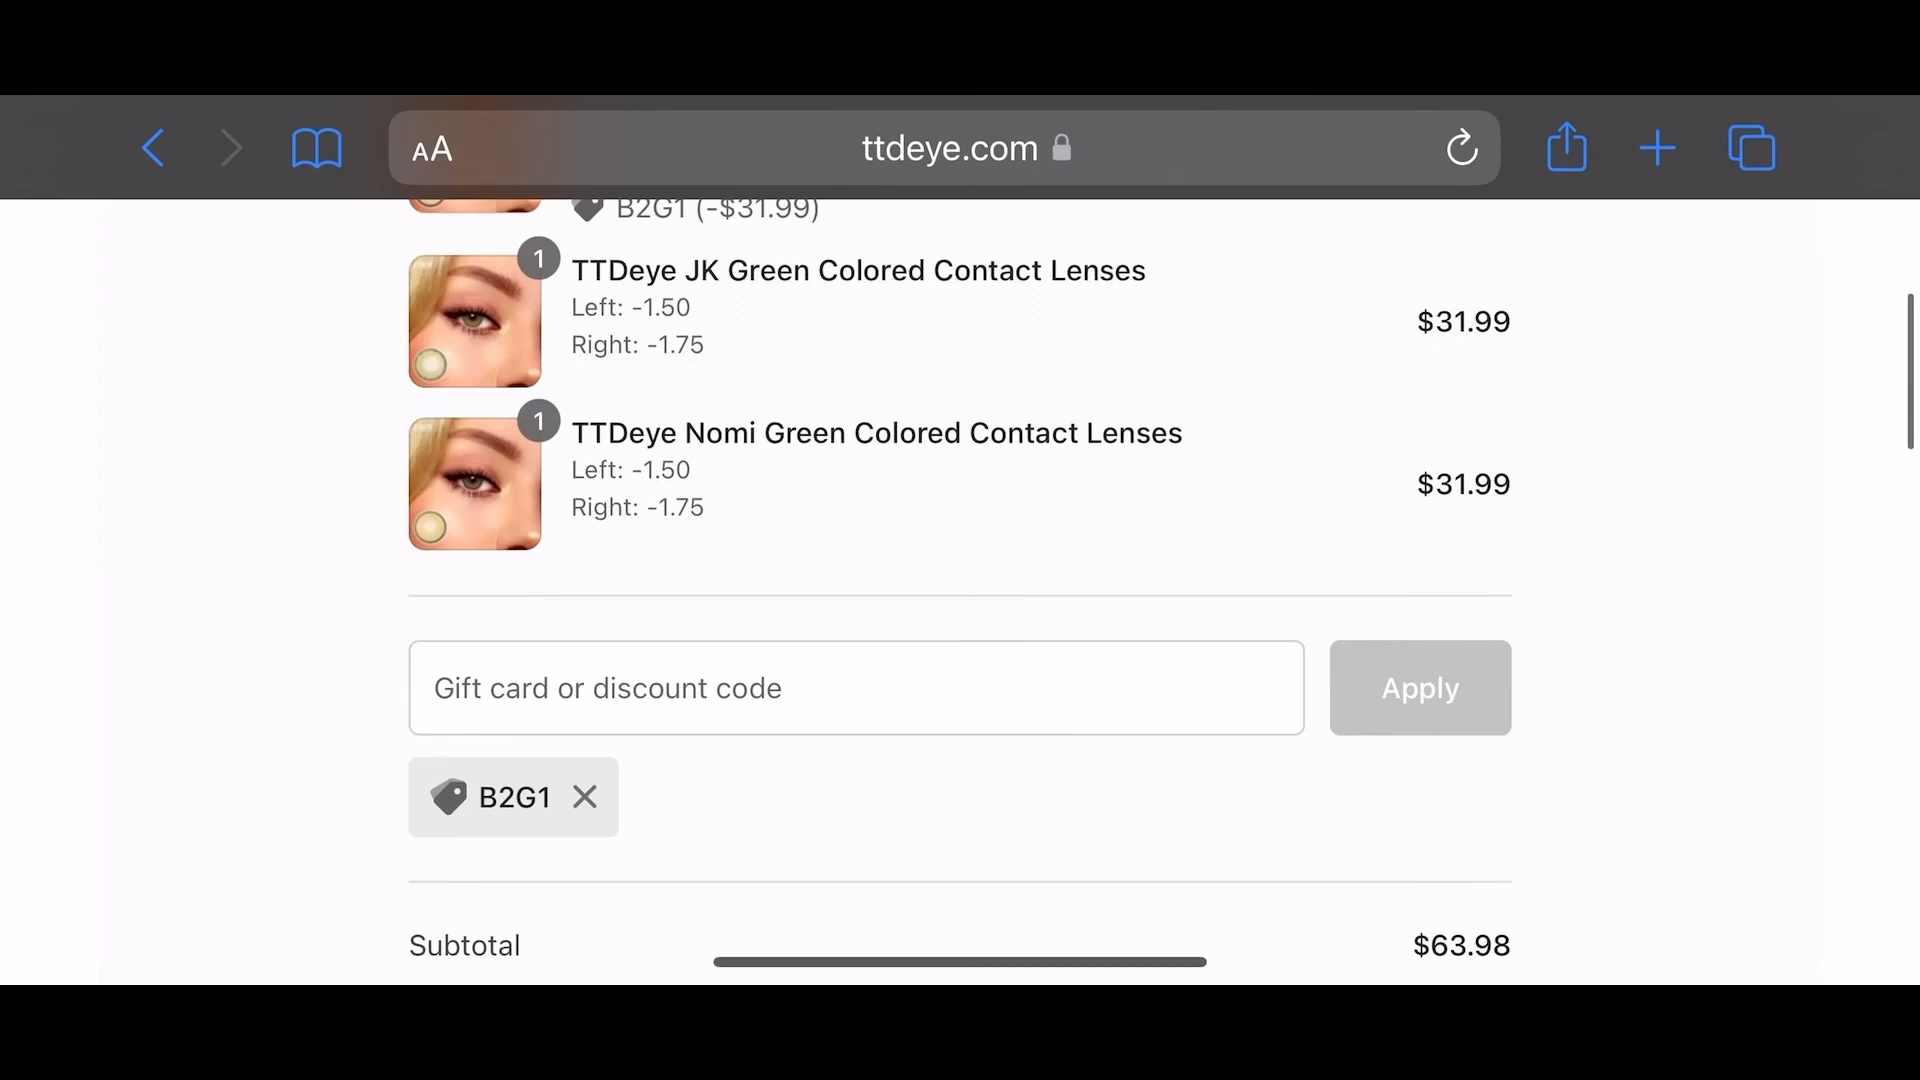 AA
ttdeye.com
B2G1 (-$31.99)
1
TTDeye JK Green Colored Contact Lenses
Left: -1.50
Right: -1.75
$31.99
1
TTDeye Nomi Green Colored Contact Lenses
Left: -1.50
Right: -1.75
$31.99
Gift card or discount code
Apply
B2G1
Subtotal
$63.98